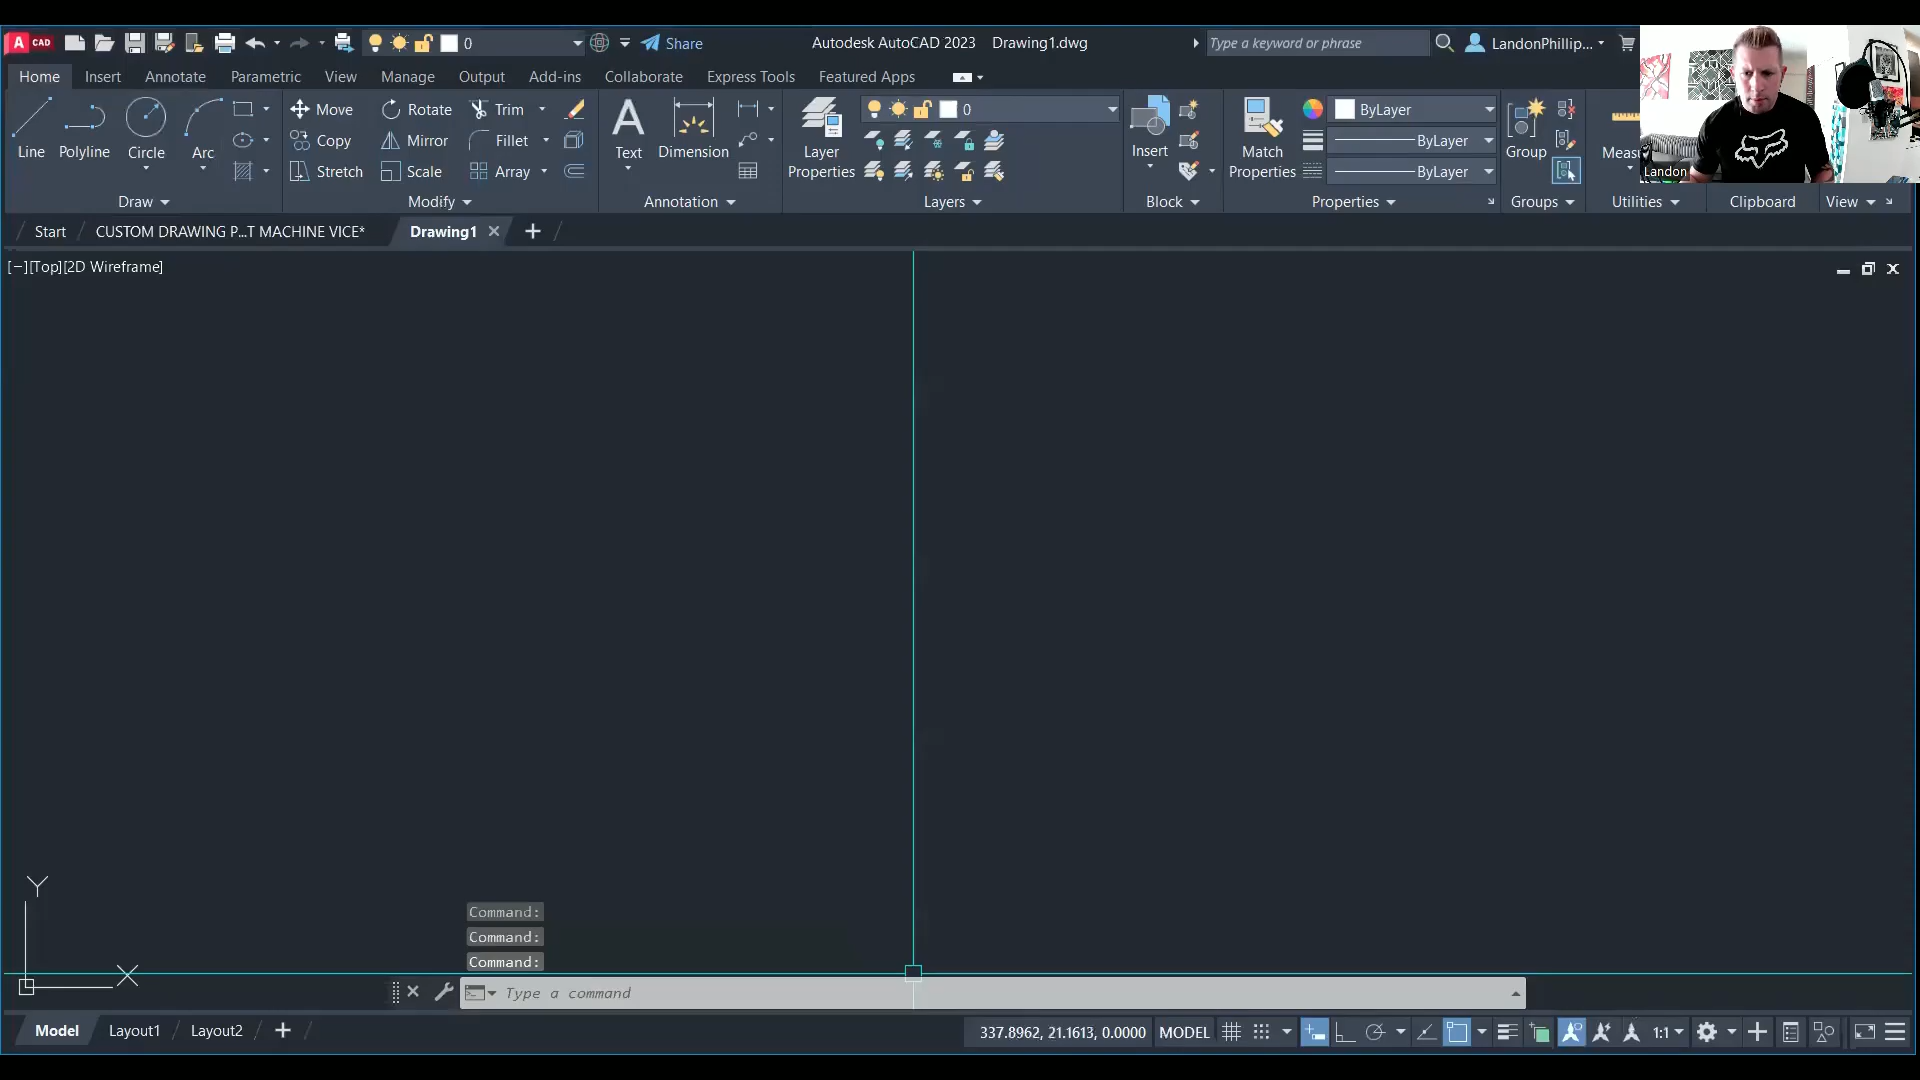 A CAD 0 Share Autodesk AutoCAD 2023 Drawing1.dwg Type a keyword or phrase LandonPhillip...
Home Insert Annotate Parametric View Manage Output Add-ins Collaborate Express Tools Featured Apps
Move Rotate Trim 0 ByLayer
Line Polyline Circle Arc Copy Mirror Fillet Text Dimension Layer Properties Insert Match Properties ByLayer Group Meas
Stretch Scale Array ByLayer Landon
Draw Modify Annotation Layers Block Properties Groups Utilities Clipboard View
Start CUSTOM DRAWING P...T MACHINE VICE* Drawing1
[−][Top][2D Wireframe]
Y
Command:
Command:
Command:
X
Type a command
Model Layout1 Layout2 337.8962, 21.1613, 0.0000 MODEL 1:1